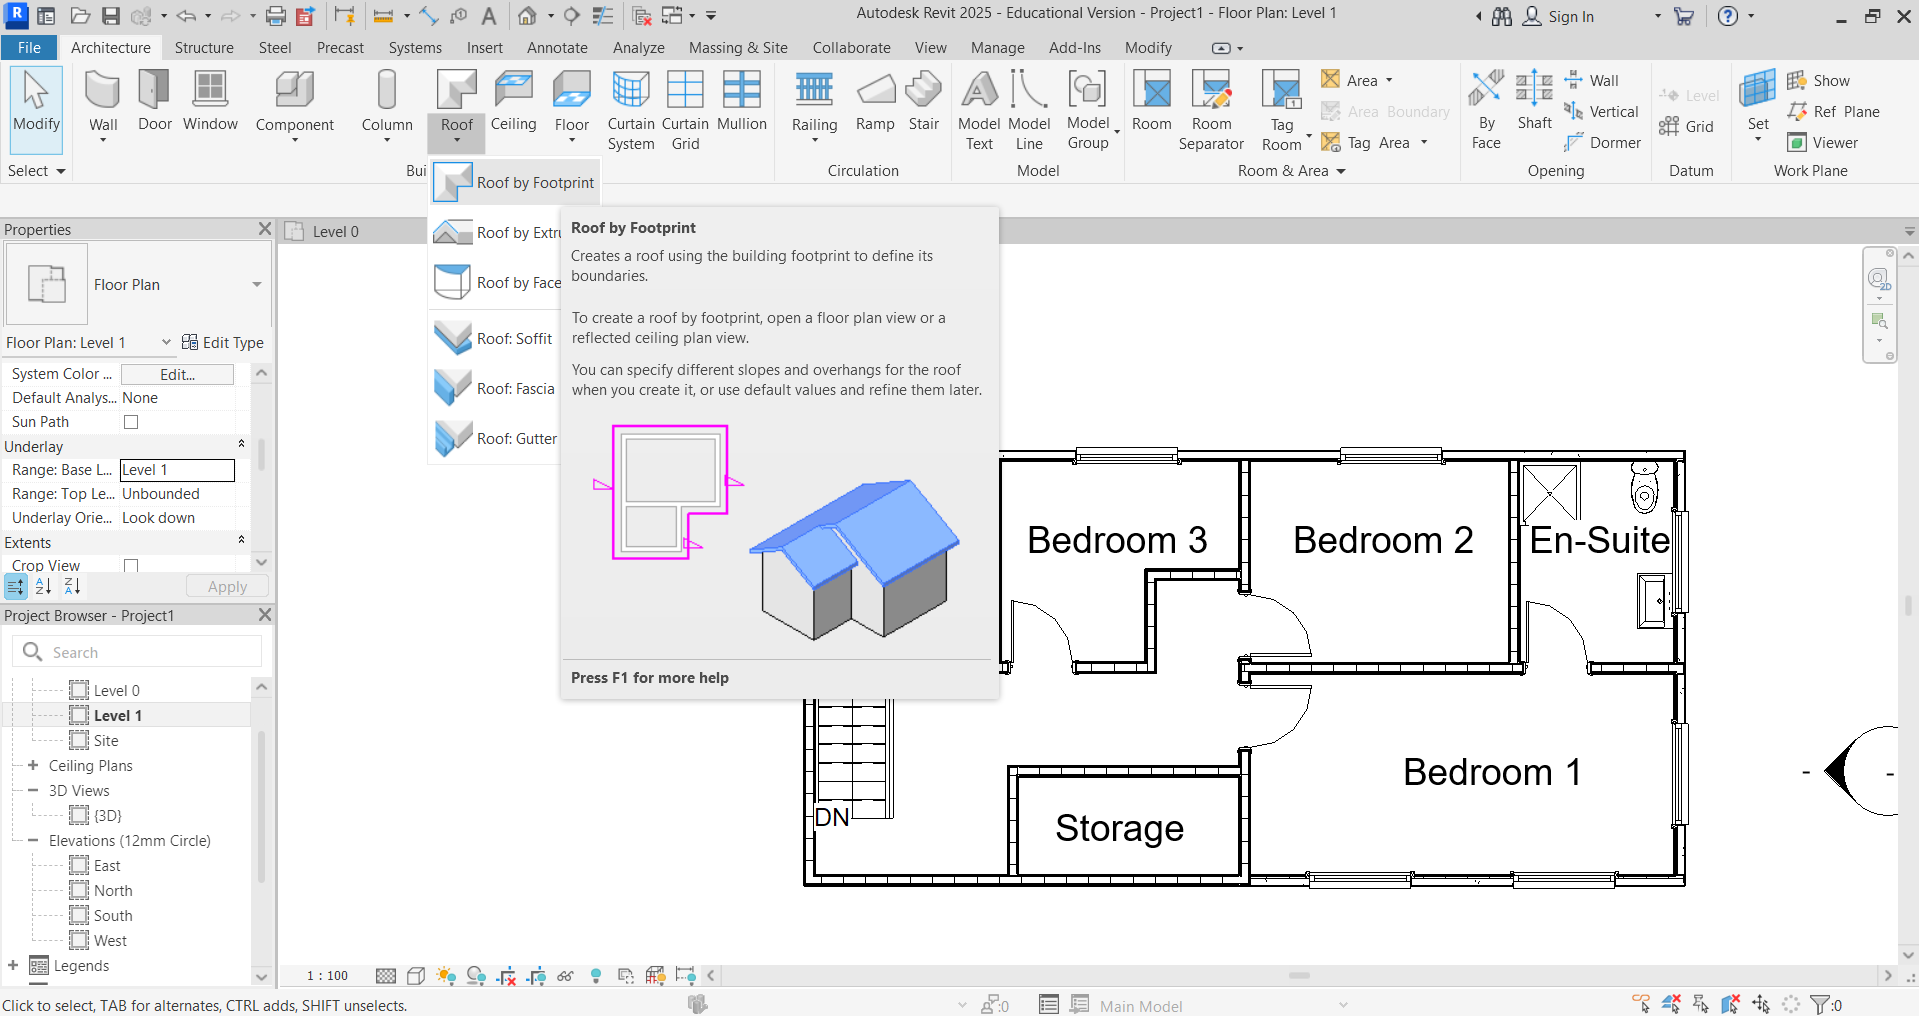 Autodesk Revit 2025 - Educational Version - Project1 - Floor Plan: Level 1
Sign In
File Architecture Structure Steel Precast Systems Insert Annotate Analyze Massing & Site Collaborate View Manage Add-Ins Modify
Modify
Wall
Door
Window
Component
Column
Roof
Ceiling
Floor
Curtain System
Curtain Grid
Mullion
Railing
Ramp
Stair
Model Text
Model Line
Model Group
Room
Room Separator
Tag Room
Area
Area Boundary
Tag Area
By Face
Shaft
Wall
Vertical
Dormer
Level
Grid
Set
Show
Ref Plane
Viewer
Select
Bui
Circulation
Model
Room & Area
Opening
Datum
Work Plane
Roof by Footprint
Roof by Extru
Roof by Face
Roof: Soffit
Roof: Fascia
Roof: Gutter
Roof by Footprint
Creates a roof using the building footprint to define its
boundaries.
To create a roof by footprint, open a floor plan view or a
reflected ceiling plan view.
You can specify different slopes and overhangs for the roof
when you create it, or use default values and refine them later.
Press F1 for more help
Properties
Floor Plan
Floor Plan: Level 1
Edit Type
System Color ... Edit...
Default Analys... None
Sun Path
Underlay
Range: Base L... Level 1
Range: Top Le... Unbounded
Underlay Orie... Look down
Extents
Crop View
Apply
Project Browser - Project1
Search
Level 0
Level 1
Site
Ceiling Plans
3D Views
{3D}
Elevations (12mm Circle)
East
North
South
West
Legends
Level 0
2D
Bedroom 3
Bedroom 2
En-Suite
Bedroom 1
Storage
DN
1 : 100
Click to select, TAB for alternates, CTRL adds, SHIFT unselects.
:0
Main Model
:0